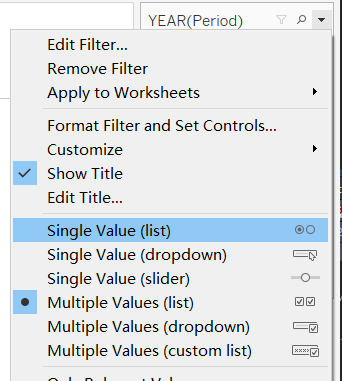 YEAR(Period)
Edit Filter...
Remove Filter
Apply to Worksheets
Format Filter and Set Controls...
Customize
Show Title
Edit Title...
Single Value (list)
Single Value (dropdown)
Single Value (slider)
Multiple Values (list)
Multiple Values (dropdown)
Multiple Values (custom list)